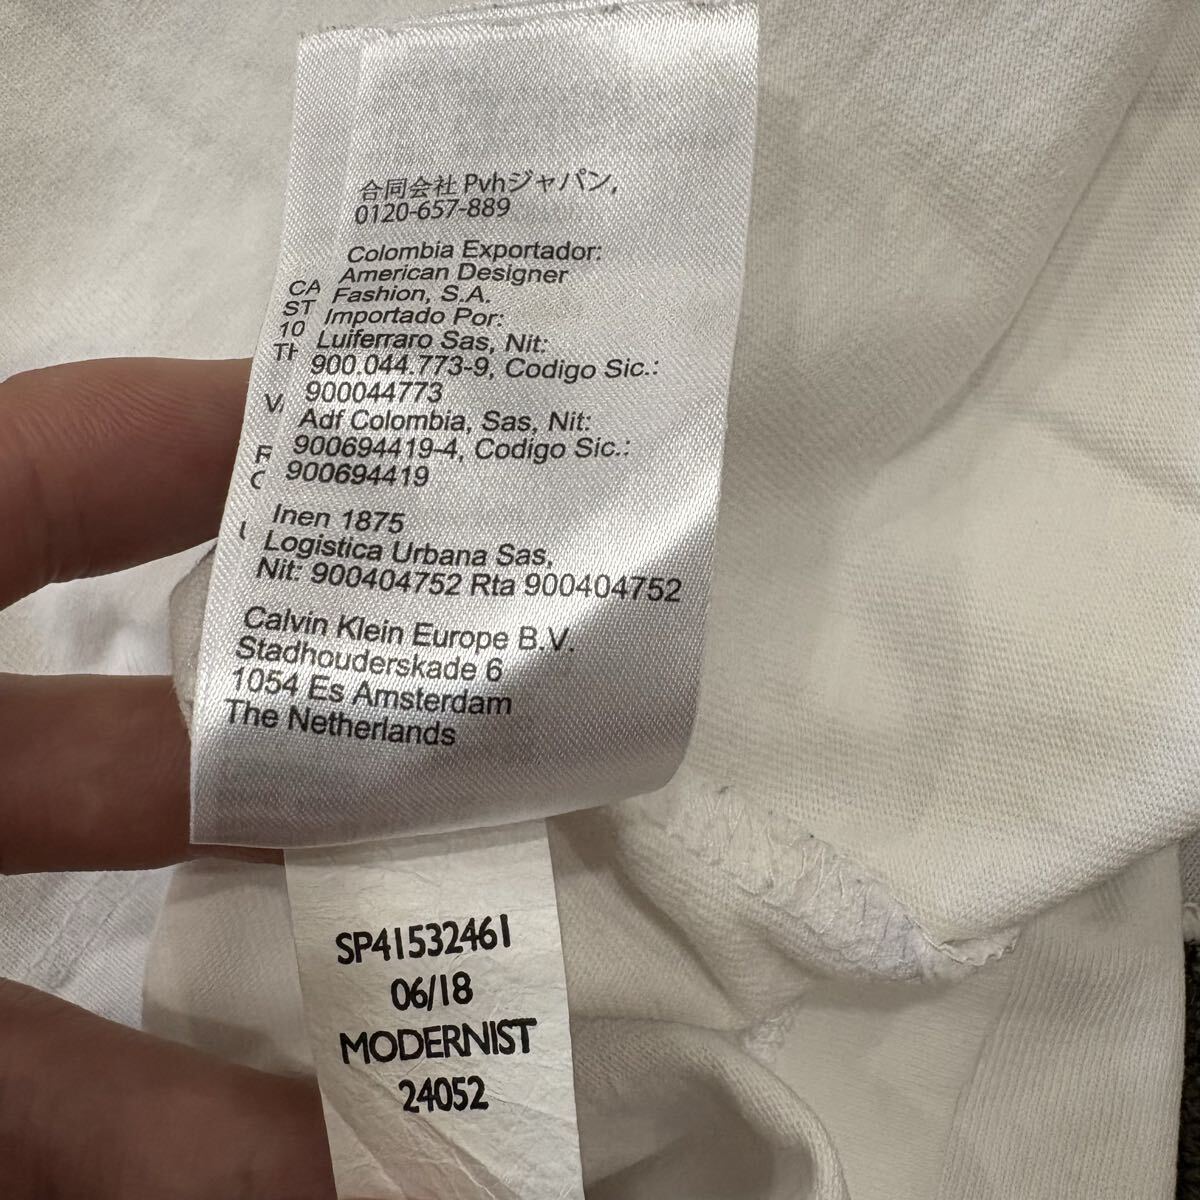 合同会社 Pvhジャパン,
0120-657-889
Colombia Exportador:
American Designer
Fashion, S.A.
Importado Por:
Luiferraro Sas, Nit:
900.044.773-9, Codigo Sic.:
900044773
Adf Colombia, Sas, Nit:
900694419-4, Codigo Sic.:
900694419
Inen 1875
Logistica Urbana Sas,
Nit: 900404752 Rta 900404752
Calvin Klein Europe B.V.
Stadhouderskade 6
1054 Es Amsterdam
The Netherlands
CA
ST
10
SP41532461
06/18
MODERNIST
24052